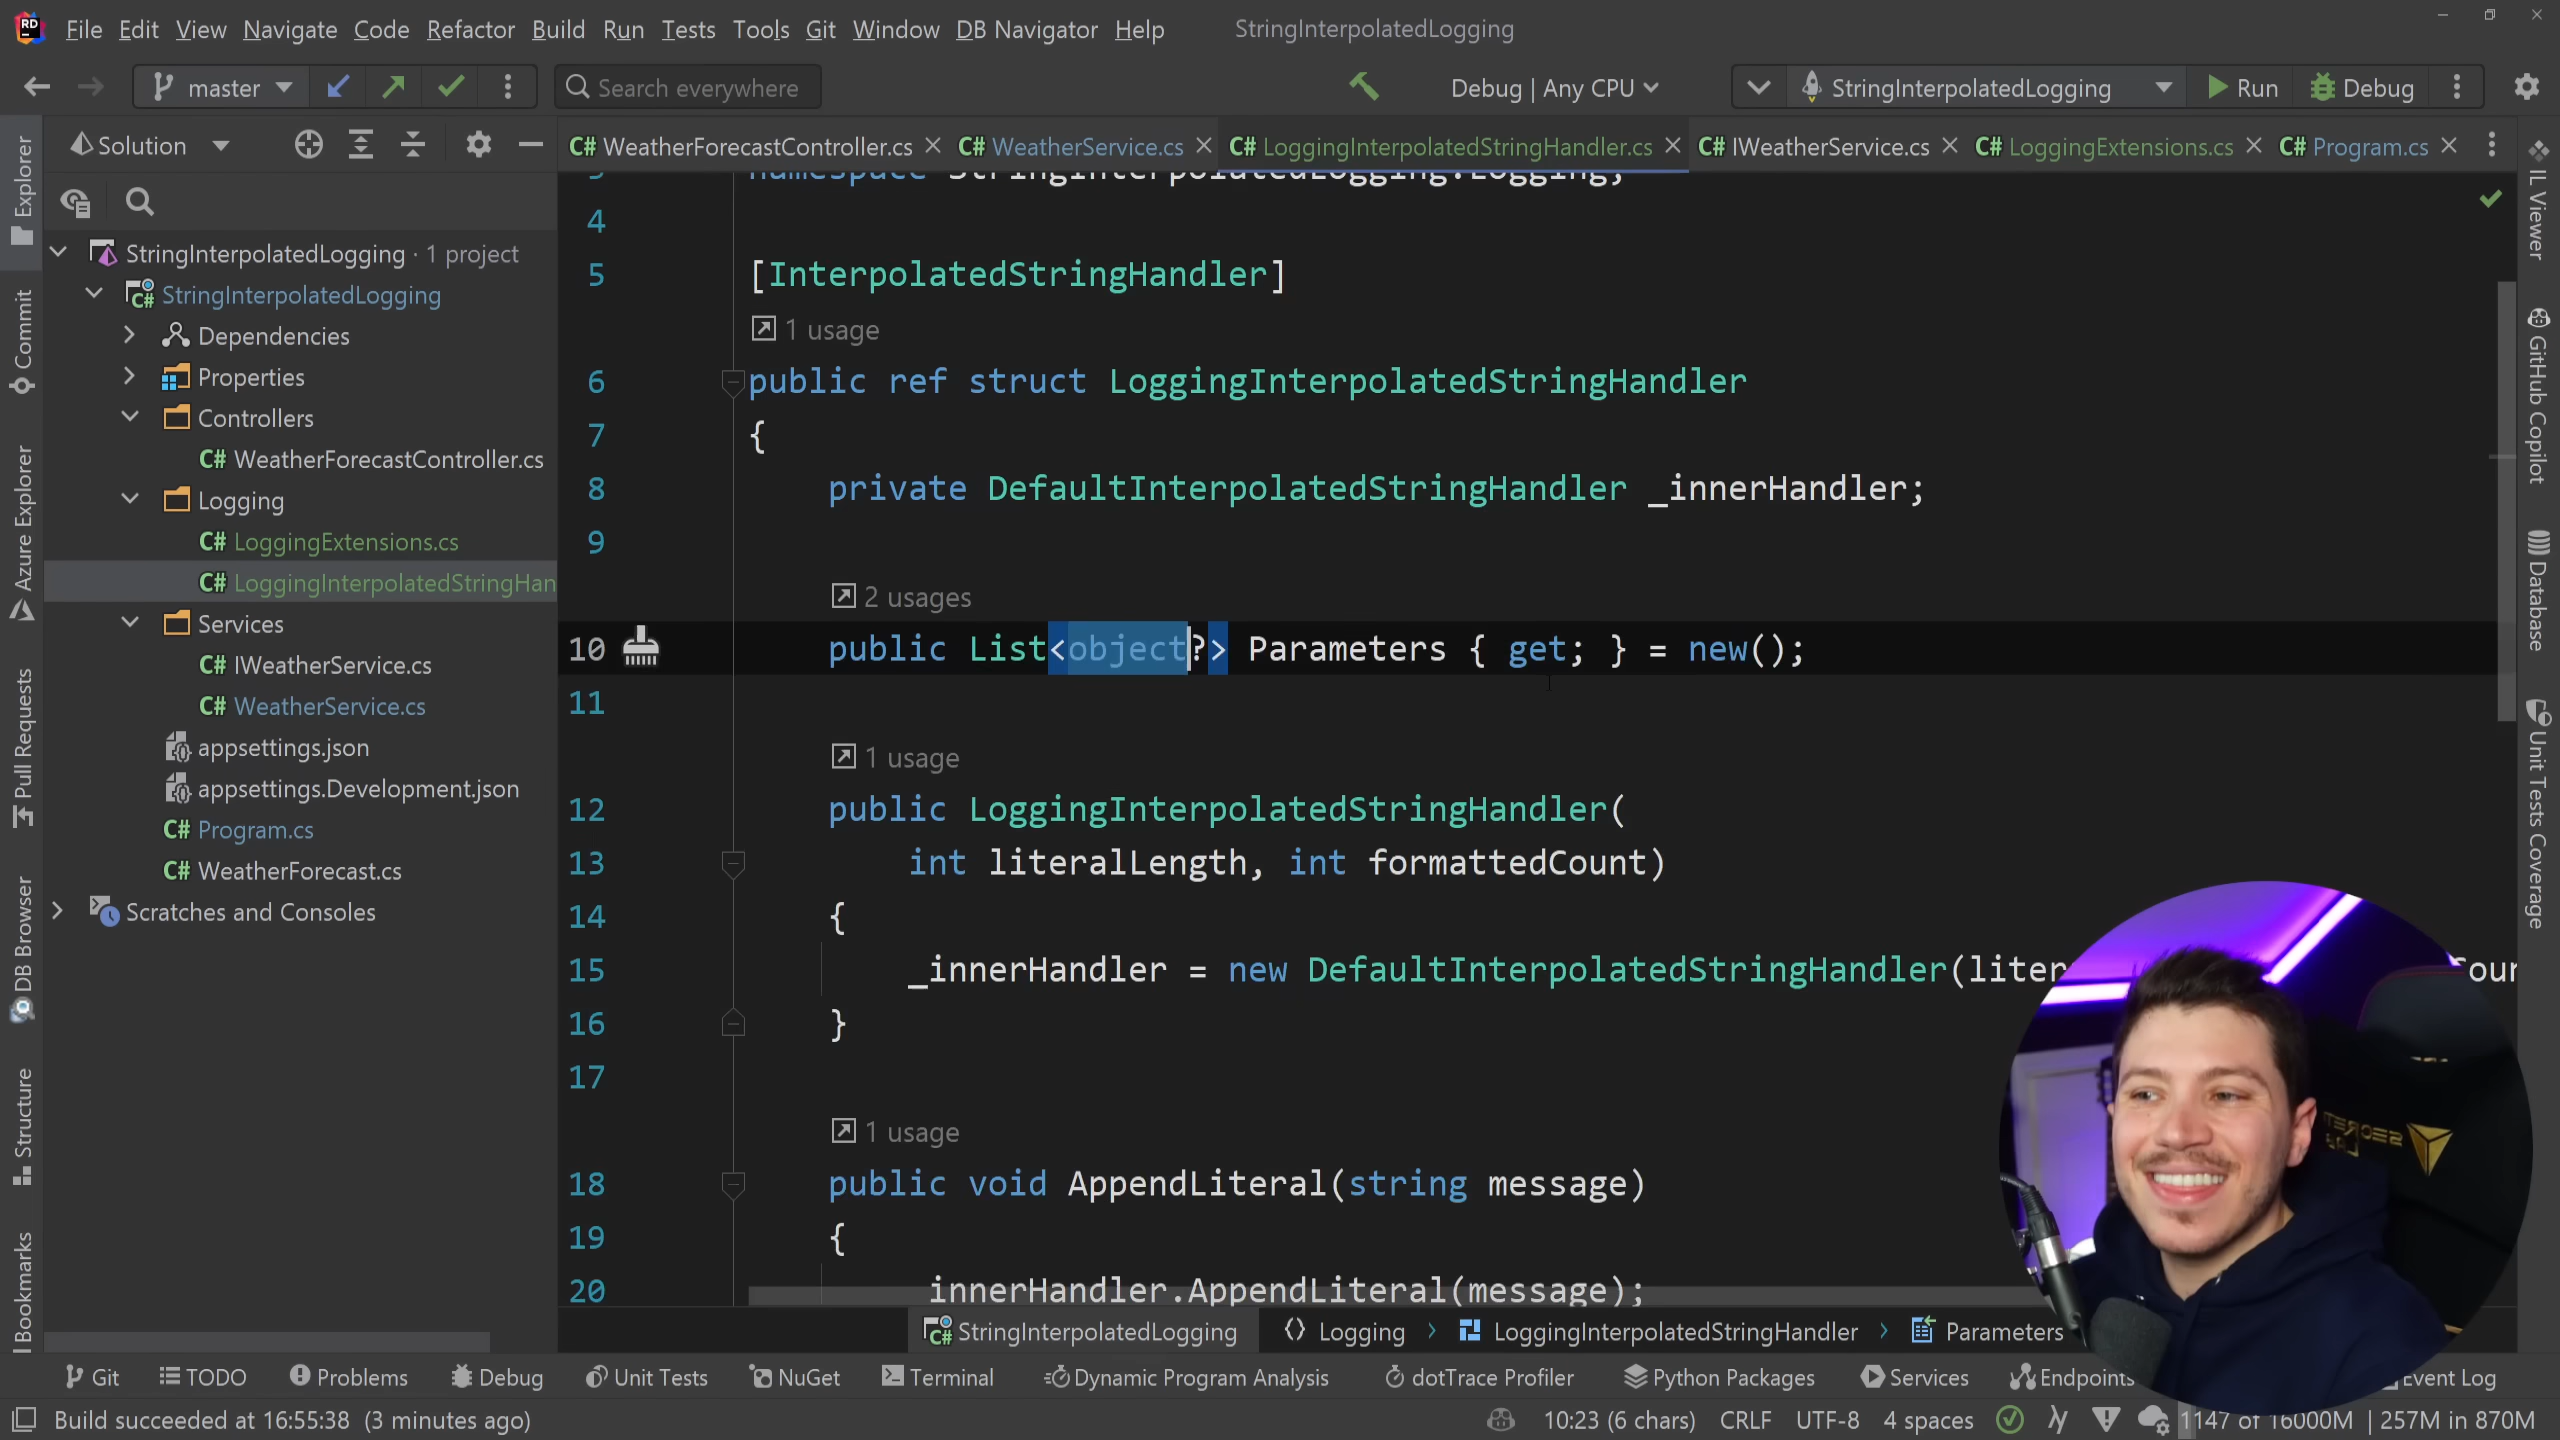 File Edit View Navigate Code Refactor Build Run Tests Tools Git Window DB Navigator Help StringInterpolatedLogging
master Search everywhere Debug | Any CPU StringInterpolatedLogging Run Debug
Solution
WeatherForecastController.cs WeatherService.cs LoggingInterpolatedStringHandler.cs IWeatherService.cs LoggingExtensions.cs Program.cs
Explorer
Commit
Azure Explorer
Pull Requests
DB Browser
Structure
Bookmarks
StringInterpolatedLogging · 1 project
StringInterpolatedLogging
Dependencies
Properties
Controllers
C# WeatherForecastController.cs
Logging
C# LoggingExtensions.cs
C# LoggingInterpolatedStringHan
Services
C# IWeatherService.cs
C# WeatherService.cs
appsettings.json
appsettings.Development.json
C# Program.cs
C# WeatherForecast.cs
Scratches and Consoles
3 namespace StringInterpolatedLogging.Logging;
4
5 [InterpolatedStringHandler]
1 usage
6 public ref struct LoggingInterpolatedStringHandler
7 {
8 private DefaultInterpolatedStringHandler _innerHandler;
9
2 usages
10 public List<object?> Parameters { get; } = new();
11
1 usage
12 public LoggingInterpolatedStringHandler(
13 int literalLength, int formattedCount)
14 {
15 _innerHandler = new DefaultInterpolatedStringHandler(liter
16 }
17
1 usage
18 public void AppendLiteral(string message)
19 {
20 innerHandler.AppendLiteral(message);
IL Viewer
GitHub Copilot
Database
Unit Tests Coverage
StringInterpolatedLogging Logging LoggingInterpolatedStringHandler Parameters
Git TODO Problems Debug Unit Tests NuGet Terminal Dynamic Program Analysis dotTrace Profiler Python Packages Services Endpoints Event Log
Build succeeded at 16:55:38 (3 minutes ago) 10:23 (6 chars) CRLF UTF-8 4 spaces 1147 of 16000M | 257M in 870M